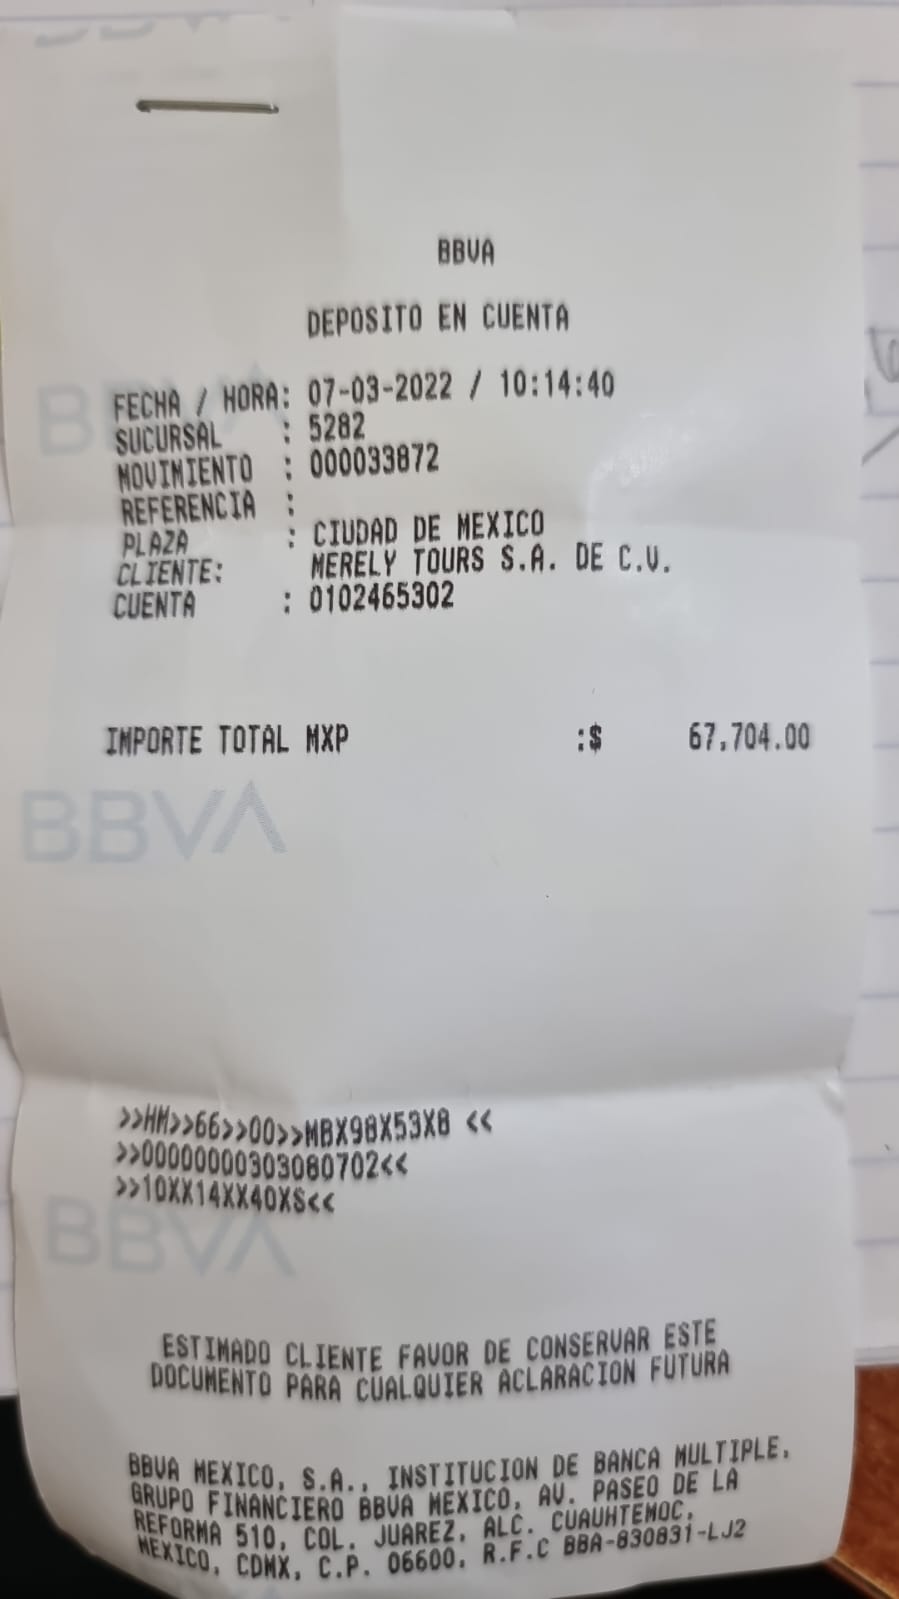 BBVA
DEPOSITO EN CUENTA
FECHA / HORA: 07-03-2022 / 10:14:40
SUCURSAL : 5282
MOVIMIENTO : 000033872
REFERENCIA :
PLAZA : CIUDAD DE MEXICO
CLIENTE: MERELY TOURS S.A. DE C.V.
CUENTA : 0102465302
IMPORTE TOTAL MXP :$ 67,704.00
BBVA
>>HM>>66>>00>>MBX98X53X8 <<
>>00000000303080702<<
>>10XX14XX40XS<<
BBVA
ESTIMADO CLIENTE FAVOR DE CONSERVAR ESTE
DOCUMENTO PARA CUALQUIER ACLARACION FUTURA
BBVA MEXICO, S.A., INSTITUCION DE BANCA MULTIPLE,
GRUPO FINANCIERO BBVA MEXICO, AV. PASEO DE LA
REFORMA 510, COL. JUAREZ, ALC. CUAUHTEMOC,
MEXICO, CDMX, C.P. 06600, R.F.C BBA-830831-LJ2